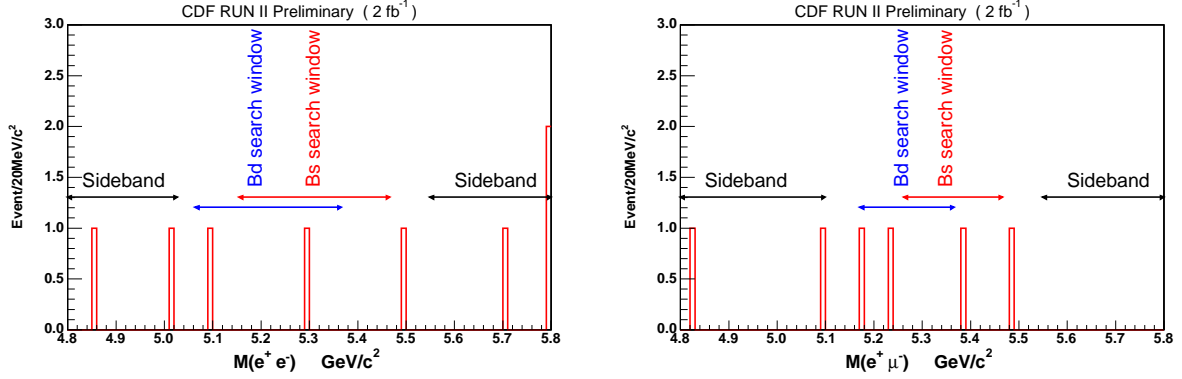 CDF RUN II Preliminary ( 2 fb⁻¹)
Event/20MeV/c²
3.0
2.5
2.0
1.5
1.0
0.5
0.0
Bd search window
Bs search window
Sideband
Sideband
4.8 4.9 5.0 5.1 5.2 5.3 5.4 5.5 5.6 5.7 5.8
M(e⁺ e⁻) GeV/c²
CDF RUN II Preliminary ( 2 fb⁻¹)
Event/20MeV/c²
3.0
2.5
2.0
1.5
1.0
0.5
0.0
Bd search window
Bs search window
Sideband
Sideband
4.8 4.9 5.0 5.1 5.2 5.3 5.4 5.5 5.6 5.7 5.8
M(e⁺ μ⁻) GeV/c²